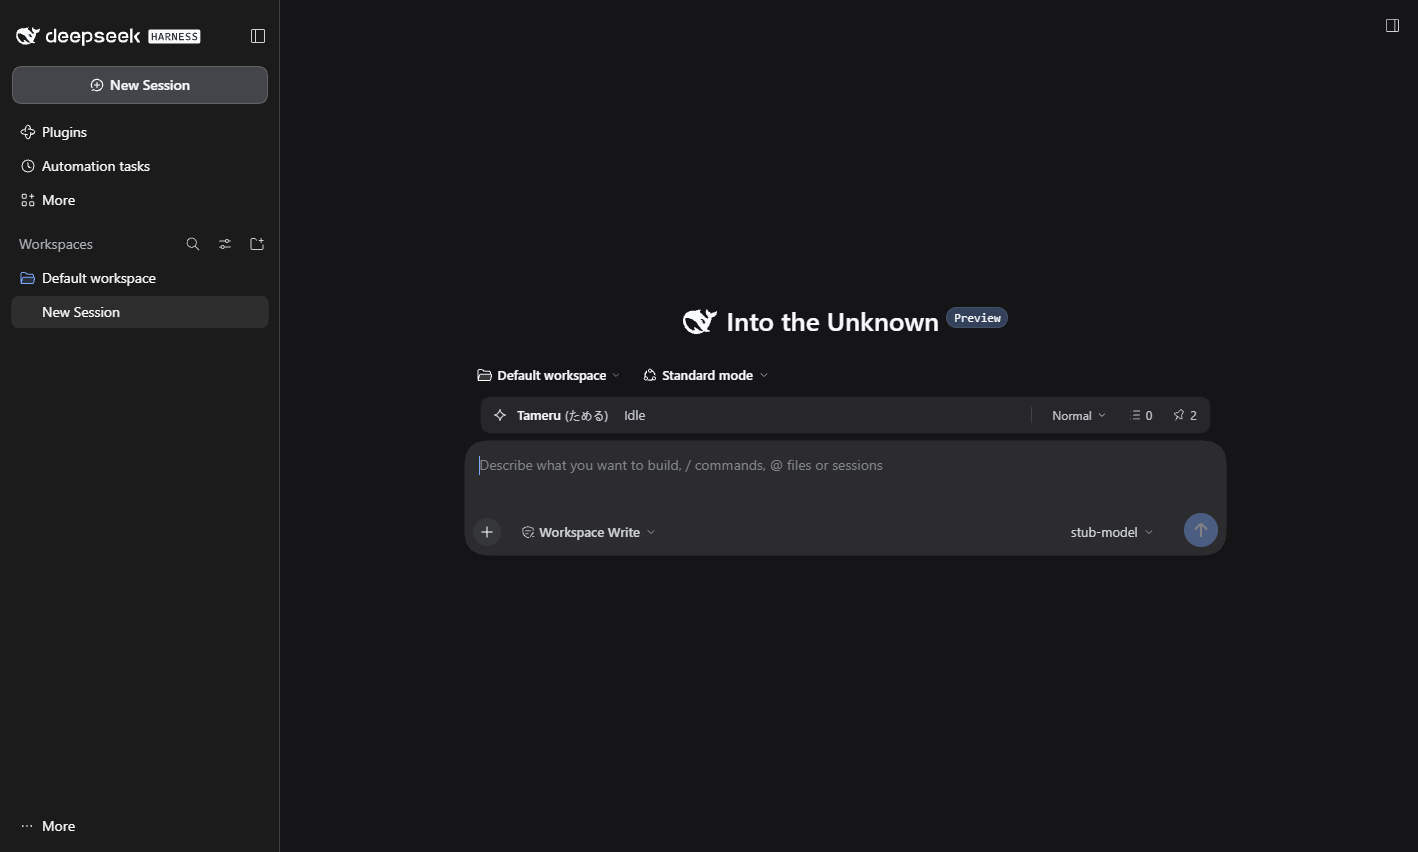 deepseek HARNESS
New Session
Plugins
Automation tasks
More
Workspaces
Default workspace
New Session
More
Into the Unknown Preview
Default workspace Standard mode
Tameru (ためる) Idle Normal 0 2
Describe what you want to build, / commands, @ files or sessions
Workspace Write stub-model